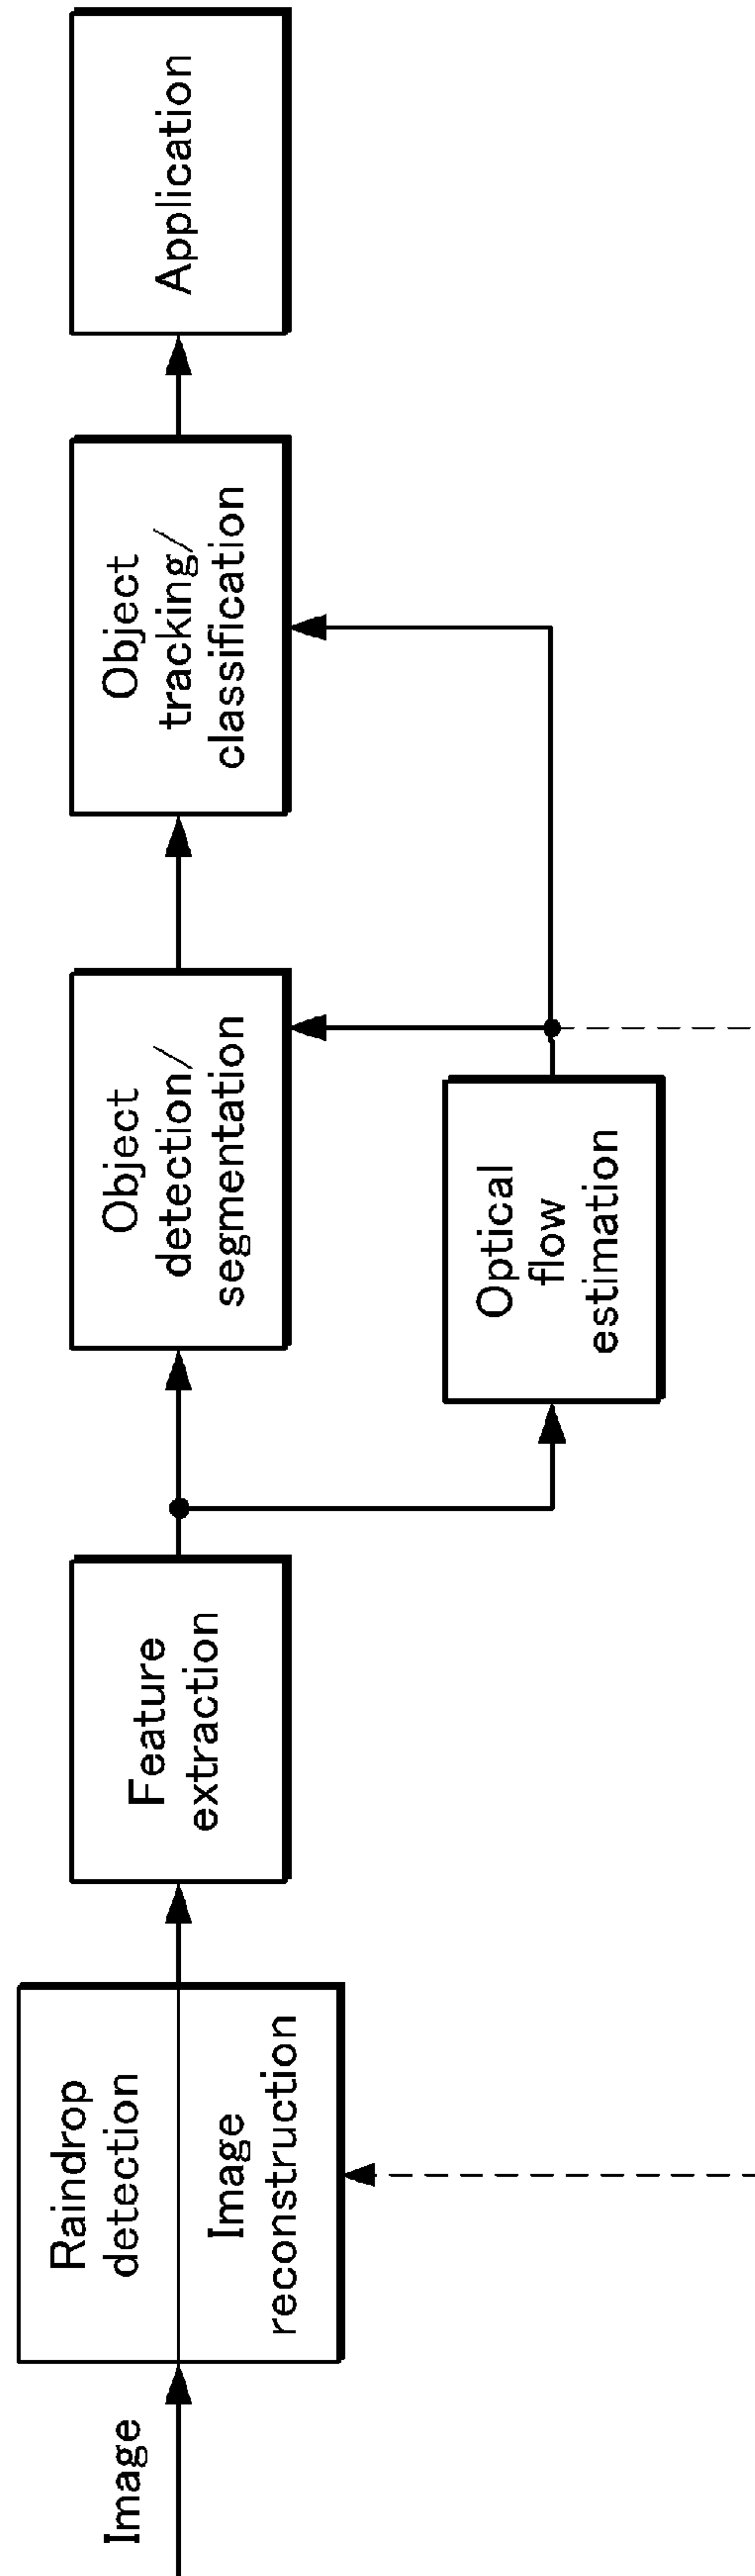 Image
Raindrop
detection
Image
reconstruction
Feature
extraction
Object
detection/
segmentation
Optical
flow
estimation
Object
tracking/
classification
Application